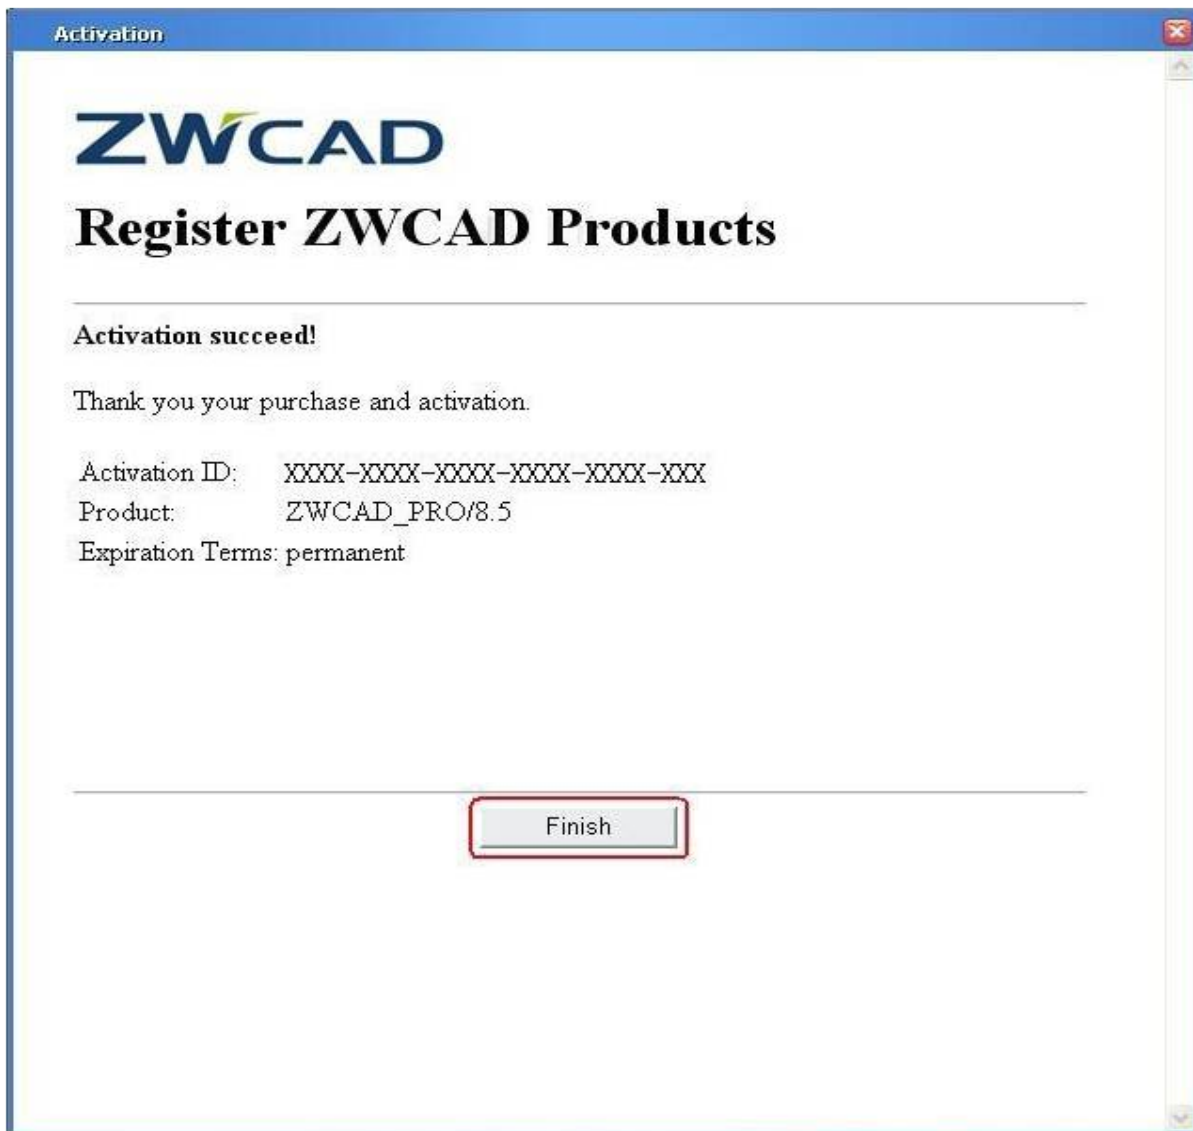 Activation
ZWCAD
Register ZWCAD Products
Activation succeed!
Thank you your purchase and activation.
Activation ID: XXXX-XXXX-XXXX-XXXX-XXXX-XXX
Product: ZWCAD_PRO/8.5
Expiration Terms: permanent
Finish